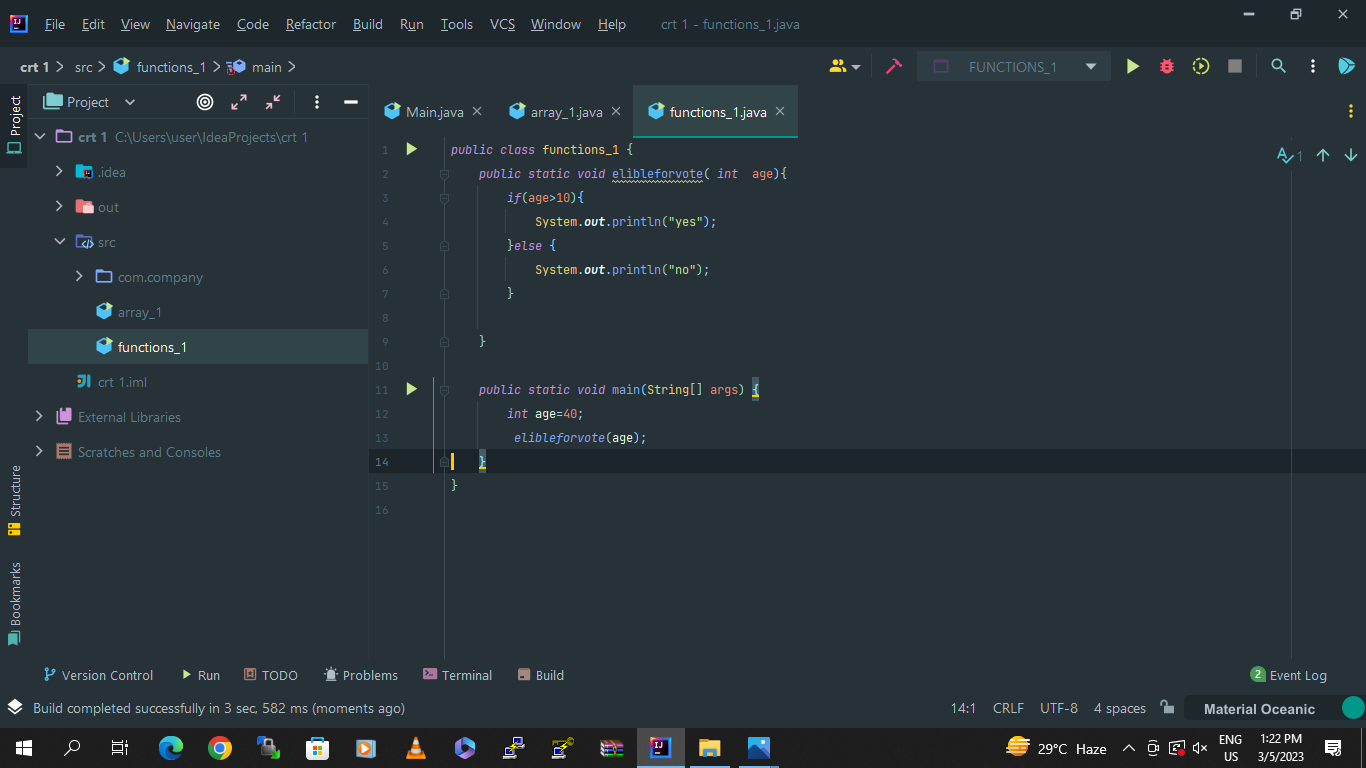 File Edit View Navigate Code Refactor Build Run Tools VCS Window Help crt 1 - functions_1.java
crt 1 src functions_1 main FUNCTIONS_1
Project
Project
Main.java
array_1.java
functions_1.java
crt 1 C:\Users\user\IdeaProjects\crt 1
.idea
out
src
com.company
array_1
functions_1
crt 1.iml
External Libraries
Scratches and Consoles
1 public class functions_1 {
2 public static void elibleforvote( int  age){
3 if(age>10){
4 System.out.println("yes");
5 }else {
6 System.out.println("no");
7 }
8
9 }
10
11 public static void main(String[] args) {
12 int age=40;
13 elibleforvote(age);
14 }
15 }
16
1
Structure
Bookmarks
Version Control Run TODO Problems Terminal Build 2 Event Log
Build completed successfully in 3 sec, 582 ms (moments ago) 14:1 CRLF UTF-8 4 spaces Material Oceanic
29°C Haze
ENG
US
1:22 PM
3/5/2023